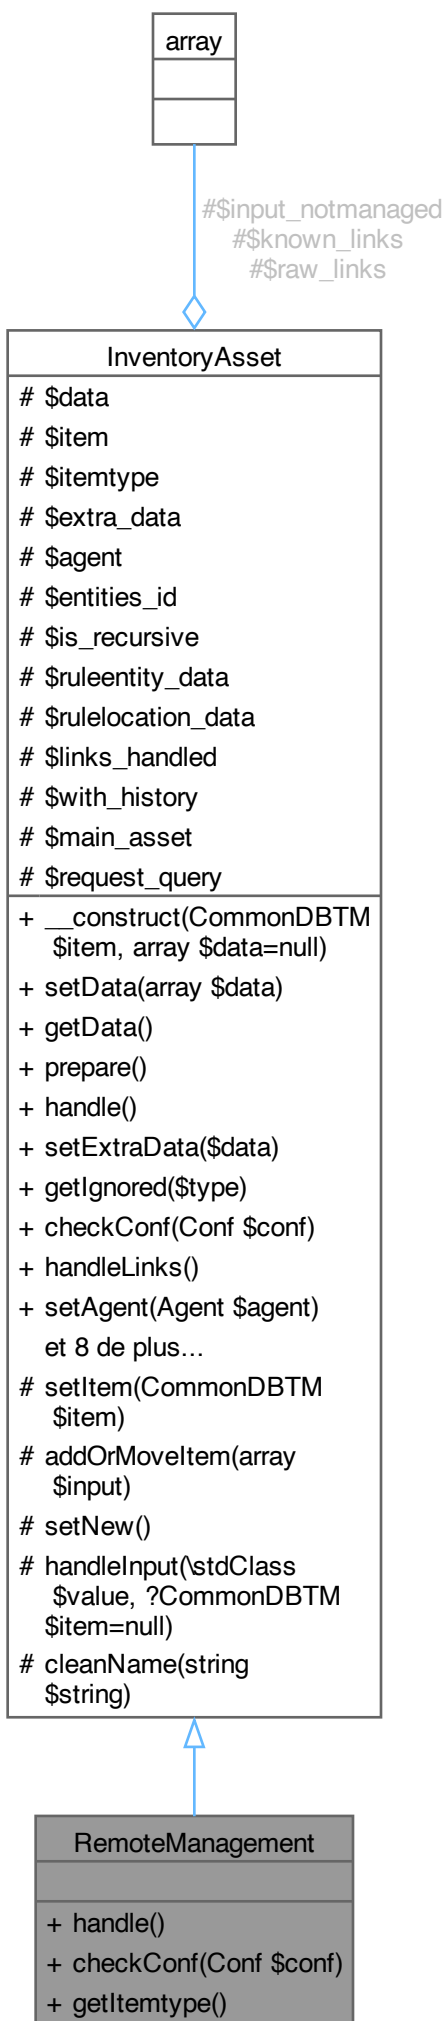 array
#$input_notmanaged
#$known_links
#$raw_links
InventoryAsset
# $data
# $item
# $itemtype
# $extra_data
# $agent
# $entities_id
# $is_recursive
# $ruleentity_data
# $rulelocation_data
# $links_handled
# $with_history
# $main_asset
# $request_query
+ __construct(CommonDBTM
$item, array $data=null)
+ setData(array $data)
+ getData()
+ prepare()
+ handle()
+ setExtraData($data)
+ getIgnored($type)
+ checkConf(Conf $conf)
+ handleLinks()
+ setAgent(Agent $agent)
et 8 de plus...
# setItem(CommonDBTM
$item)
# addOrMoveItem(array
$input)
# setNew()
# handleInput(\stdClass
$value, ?CommonDBTM
$item=null)
# cleanName(string
$string)
RemoteManagement
+ handle()
+ checkConf(Conf $conf)
+ getItemtype()